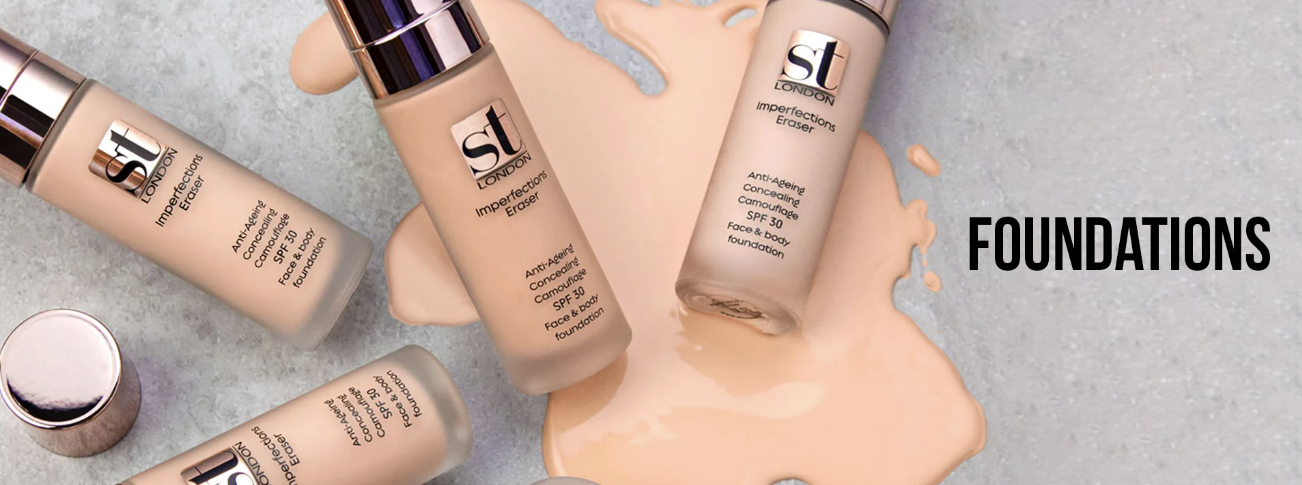 st
LONDON
Imperfections
Eraser
Anti-Ageing
Concealing
Camouflage
SPF 30
Face & body
foundation
st
LONDON
Imperfections
Eraser
Anti-Ageing
Concealing
Camouflage
SPF 30
Face & body
foundation
st
LONDON
Imperfections
Eraser
Anti-Ageing
Concealing
Camouflage
SPF 30
Face & body
foundation
st
LONDON
Imperfections
Eraser
Anti-Ageing
Concealing
Camouflage
SPF 30
Face & body
foundation
FOUNDATIONS